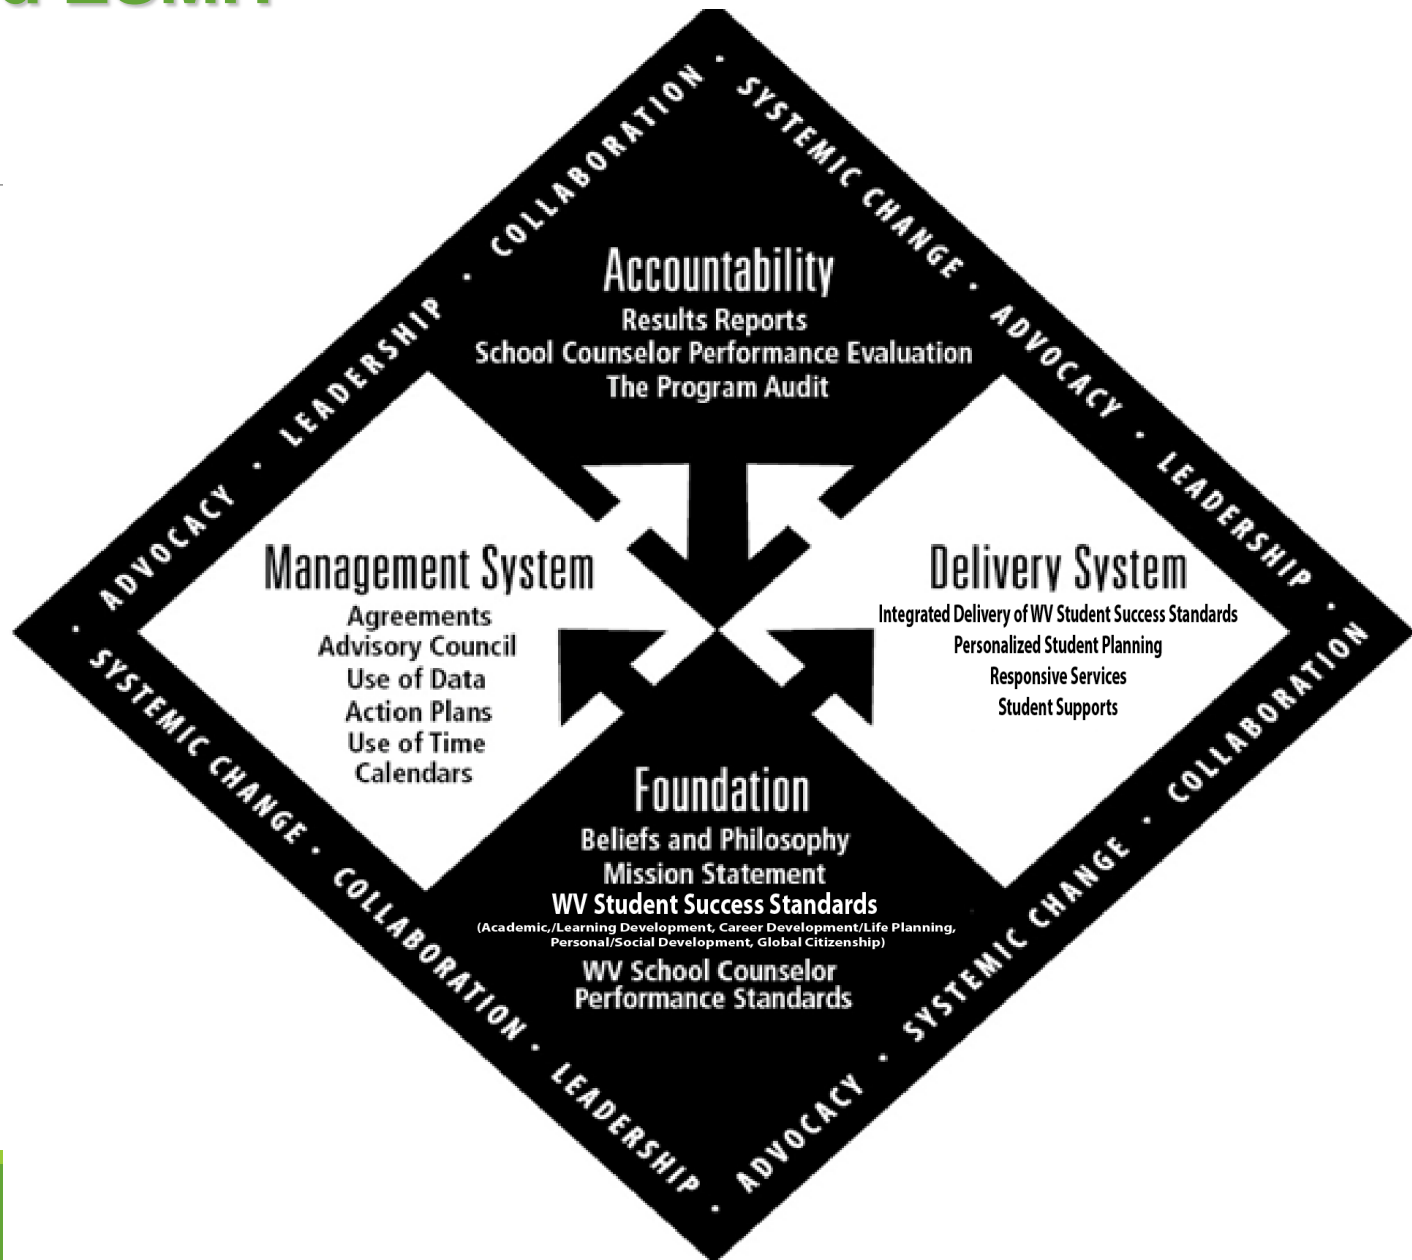 COLLABORATION · SYSTEMIC CHANGE · ADVOCACY · LEADERSHIP ·
ADVOCACY · LEADERSHIP ·
Accountability
Results Reports
School Counselor Performance Evaluation
The Program Audit
Management System
Agreements
Advisory Council
Use of Data
Action Plans
Use of Time
Calendars
Delivery System
Integrated Delivery of WV Student Success Standards
Personalized Student Planning
Responsive Services
Student Supports
Foundation
Beliefs and Philosophy
Mission Statement
WV Student Success Standards
(Academic,/Learning Development, Career Development/Life Planning,
Personal/Social Development, Global Citizenship)
WV School Counselor
Performance Standards
· SYSTEMIC CHANGE · COLLABORATION · LEADERSHIP ·
ADVOCACY · SYSTEMIC CHANGE · COLLABORATION